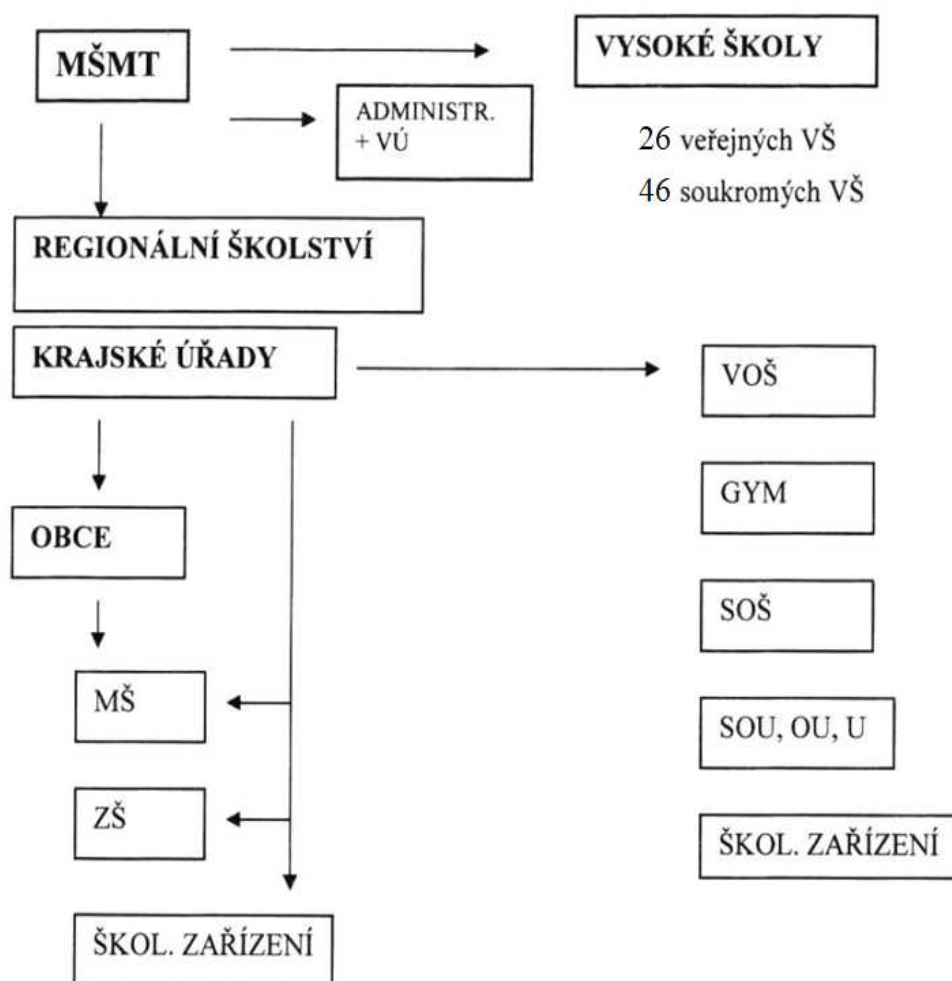 MŠMT
VYSOKÉ ŠKOLY
ADMINISTR.
+ VÚ
26 veřejných VŠ
46 soukromých VŠ
REGIONÁLNÍ ŠKOLSTVÍ
KRAJSKÉ ÚŘADY
VOŠ
GYM
OBCE
SOŠ
MŠ
SOU, OU, U
ZŠ
ŠKOL. ZAŘÍZENÍ
ŠKOL. ZAŘÍZENÍ